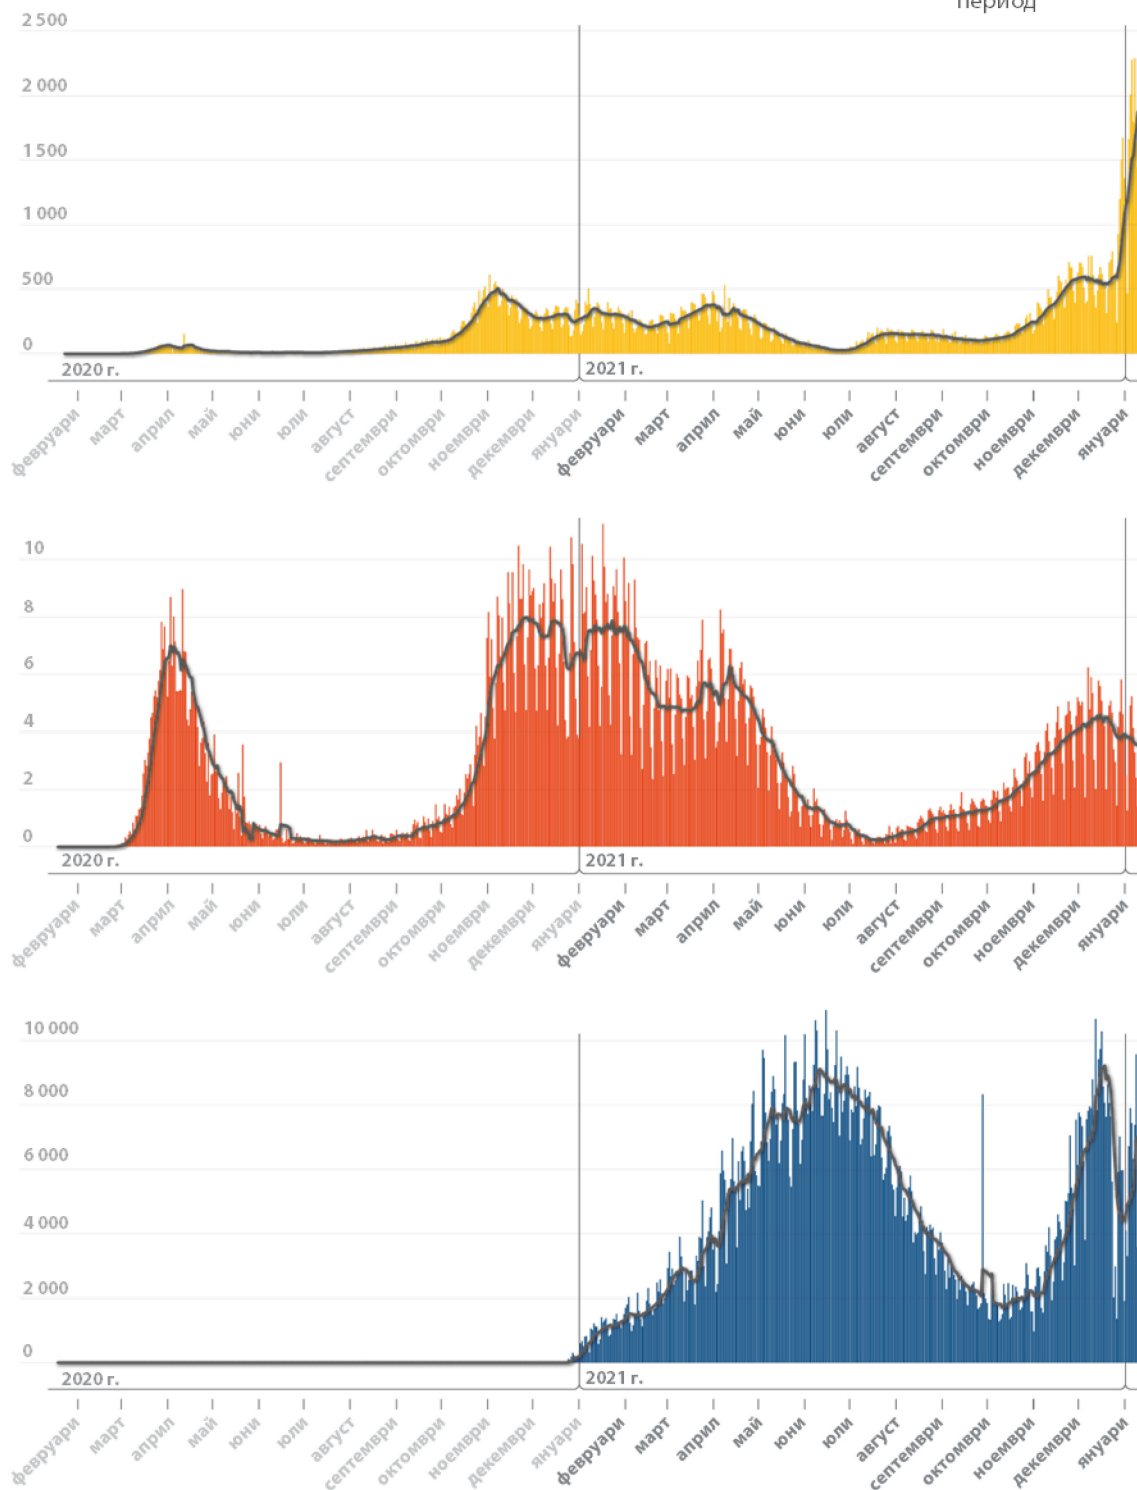 период
2 500
2 000
1 500
1 000
500
0
2020 г.
2021 г.
февруари
март
април
май
юни
юли
август
септември
октомври
ноември
декември
януари
февруари
март
април
май
юни
юли
август
септември
октомври
ноември
декември
януари
10
8
6
4
2
0
2020 г.
2021 г.
февруари
март
април
май
юни
юли
август
септември
октомври
ноември
декември
януари
февруари
март
април
май
юни
юли
август
септември
октомври
ноември
декември
януари
10 000
8 000
6 000
4 000
2 000
0
2020 г.
2021 г.
февруари
март
април
май
юни
юли
август
септември
октомври
ноември
декември
януари
февруари
март
април
май
юни
юли
август
септември
октомври
ноември
декември
януари